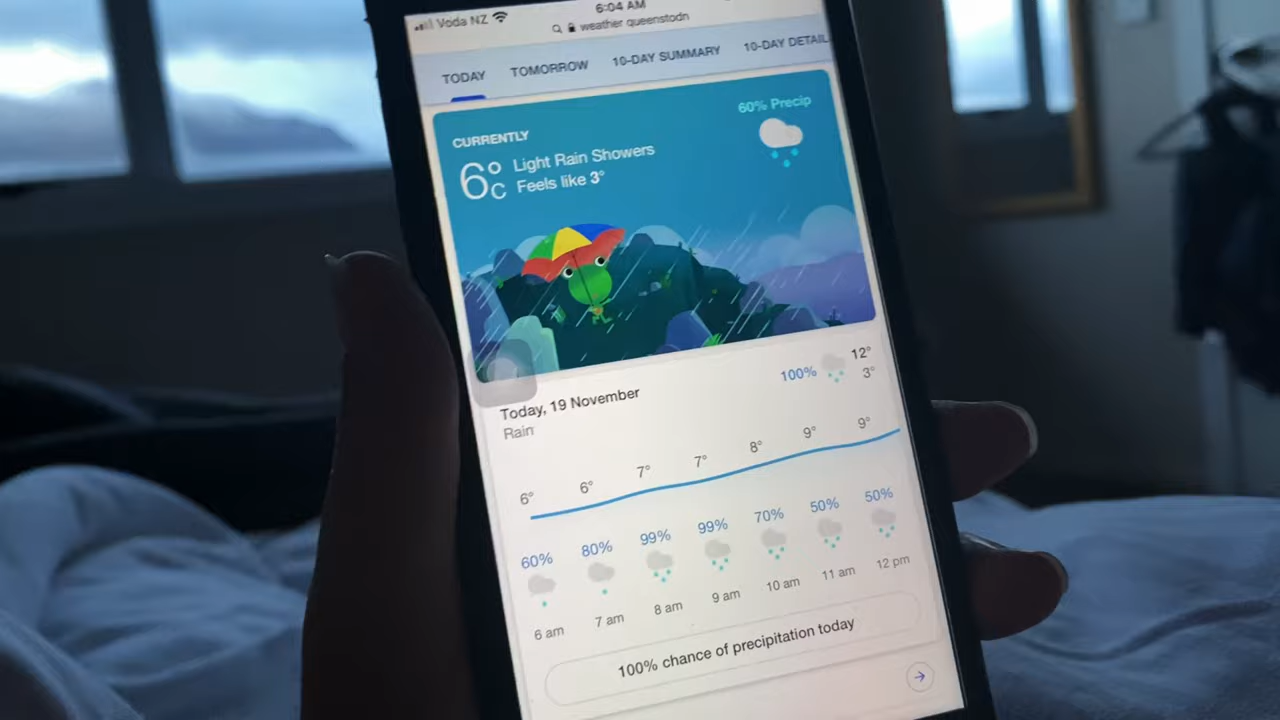 Voda NZ 6:04 AM
weather queenstodn
TODAY TOMORROW 10-DAY SUMMARY 10-DAY DETAIL
60% Precip
CURRENTLY
6°C Light Rain Showers
Feels like 3°
100% 12°
3°
Today, 19 November
Rain
6° 6° 7° 7° 8° 9° 9°
60% 80% 99% 99% 70% 50% 50%
6 am 7 am 8 am 9 am 10 am 11 am 12 pm
100% chance of precipitation today